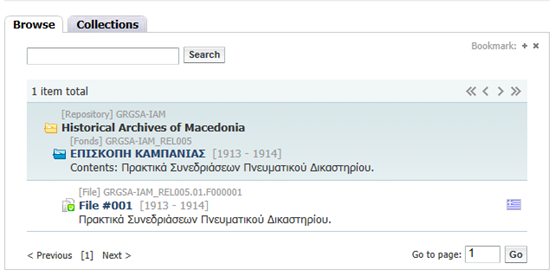 Browse Collections
Bookmark: + ×
Search
1 item total
[Repository] GRGSA-IAM
Historical Archives of Macedonia
[Fonds] GRGSA-IAM_REL005
ΕΠΙΣΚΟΠΗ ΚΑΜΠΑΝΙΑΣ [1913 - 1914]
Contents: Πρακτικά Συνεδριάσεων Πνευματικού Δικαστηρίου.
[File] GRGSA-IAM_REL005.01.F000001
File #001 [1913 - 1914]
Πρακτικά Συνεδριάσεων Πνευματικού Δικαστηρίου.
< Previous [1] Next > Go to page: 1 Go